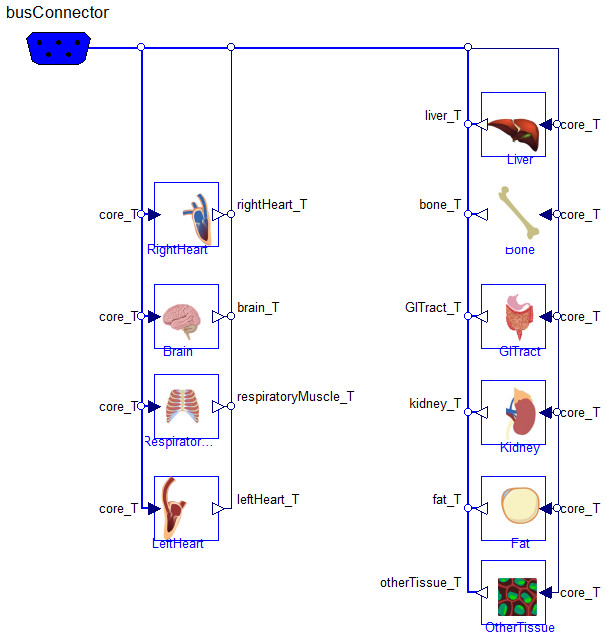 busConnector
liver_T
core_T
Liver
bone_T
core_T
Bone
core_T
rightHeart_T
RightHeart
GITract_T
core_T
GITract
core_T
brain_T
Brain
kidney_T
core_T
Kidney
core_T
respiratoryMuscle_T
Respirator...
fat_T
core_T
Fat
core_T
leftHeart_T
LeftHeart
otherTissue_T
core_T
OtherTissue